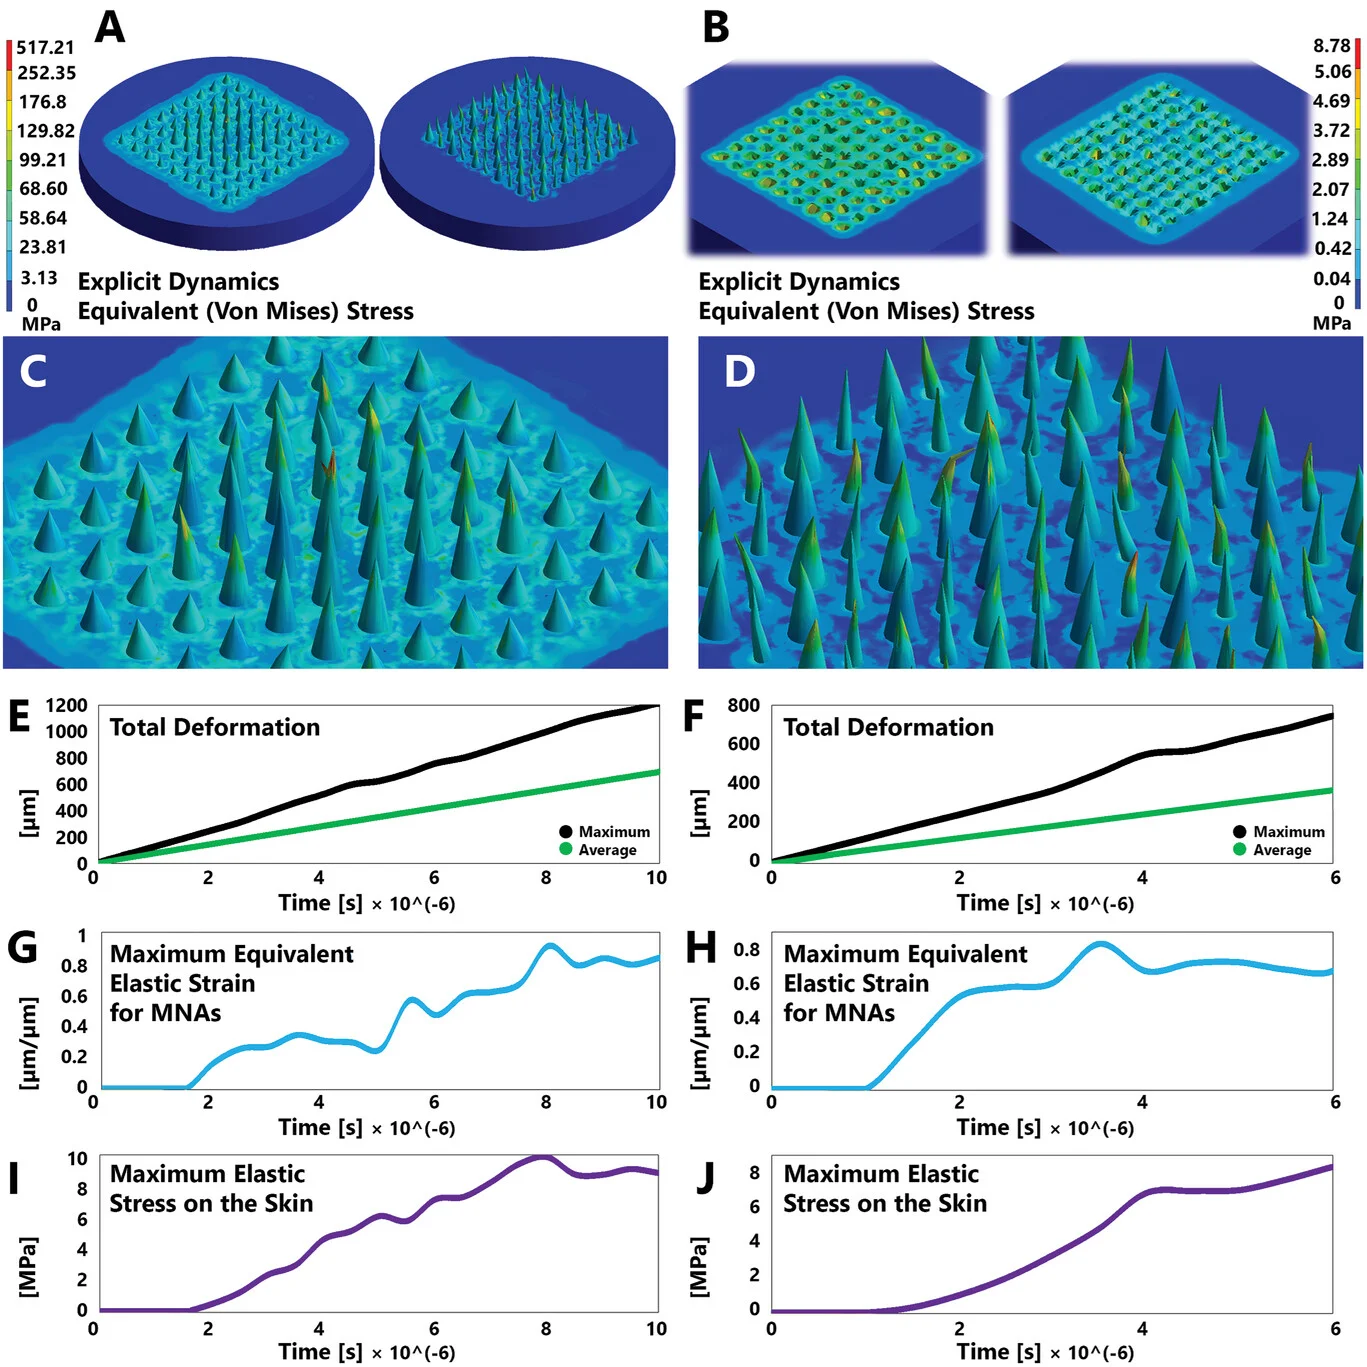 A
B
517.21
252.35
176.8
129.82
99.21
68.60
58.64
23.81
3.13
0
MPa
8.78
5.06
4.69
3.72
2.89
2.07
1.24
0.42
0.04
0
MPa
Explicit Dynamics
Equivalent (Von Mises) Stress
Explicit Dynamics
Equivalent (Von Mises) Stress
C
D
E
Total Deformation
[µm]
1200
1000
800
600
400
200
0
Maximum
Average
0 2 4 6 8 10
Time [s] × 10^(-6)
F
Total Deformation
[µm]
800
600
400
200
0
Maximum
Average
0 2 4 6
Time [s] × 10^(-6)
G
Maximum Equivalent
Elastic Strain
for MNAs
[µm/µm]
1
0.8
0.6
0.4
0.2
0
0 2 4 6 8 10
Time [s] × 10^(-6)
H
Maximum Equivalent
Elastic Strain
for MNAs
[µm/µm]
0.8
0.6
0.4
0.2
0
0 2 4 6
Time [s] × 10^(-6)
I
Maximum Elastic
Stress on the Skin
[MPa]
10
8
6
4
2
0
0 2 4 6 8 10
Time [s] × 10^(-6)
J
Maximum Elastic
Stress on the Skin
[MPa]
8
6
4
2
0
0 2 4 6
Time [s] × 10^(-6)